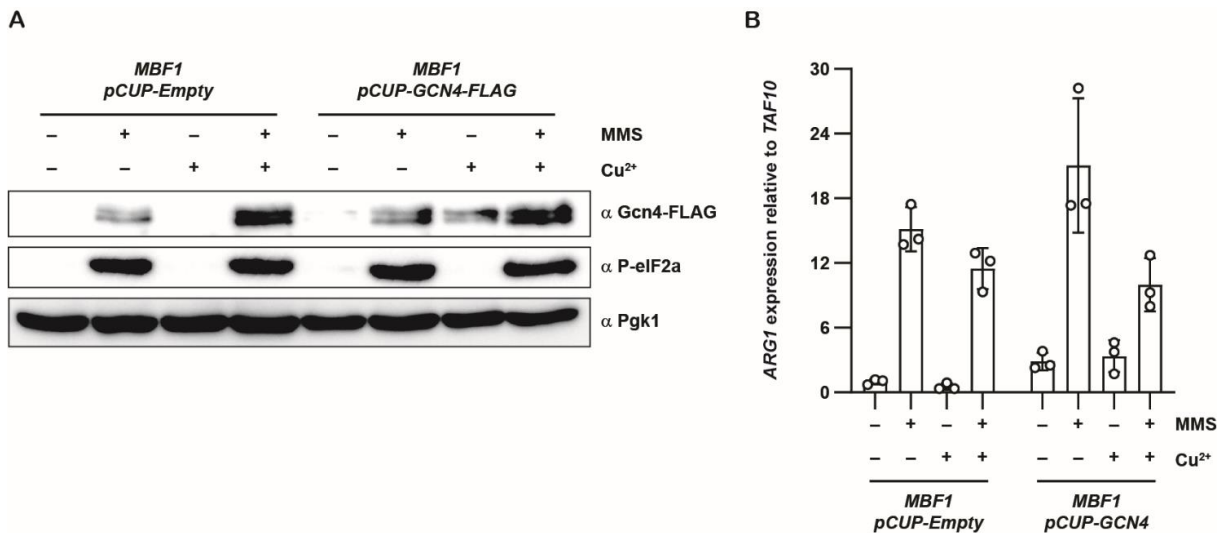 A
MBF1
pCUP-Empty
MBF1
pCUP-GCN4-FLAG
– + – + – + – + MMS
– – + + – – + + Cu²⁺
α Gcn4-FLAG
α P-eIF2a
α Pgk1
B
ARG1 expression relative to TAF10
30
24
18
12
6
0
– + – + – + – + MMS
– – + + – – + + Cu²⁺
MBF1
pCUP-Empty
MBF1
pCUP-GCN4